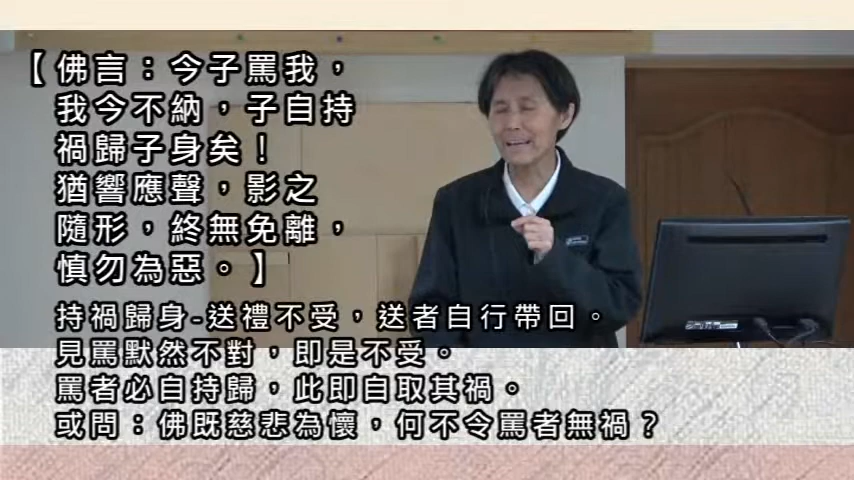 【佛言：今子罵我，
我今不納，子自持
禍歸子身矣！
猶響應聲，影之
隨形，終無免離，
慎勿為惡。】
持禍歸身-送禮不受，送者自行帶回。
見罵默然不對，即是不受。
罵者必自持歸，此即自取其禍。
或問：佛既慈悲為懷，何不令罵者無禍？